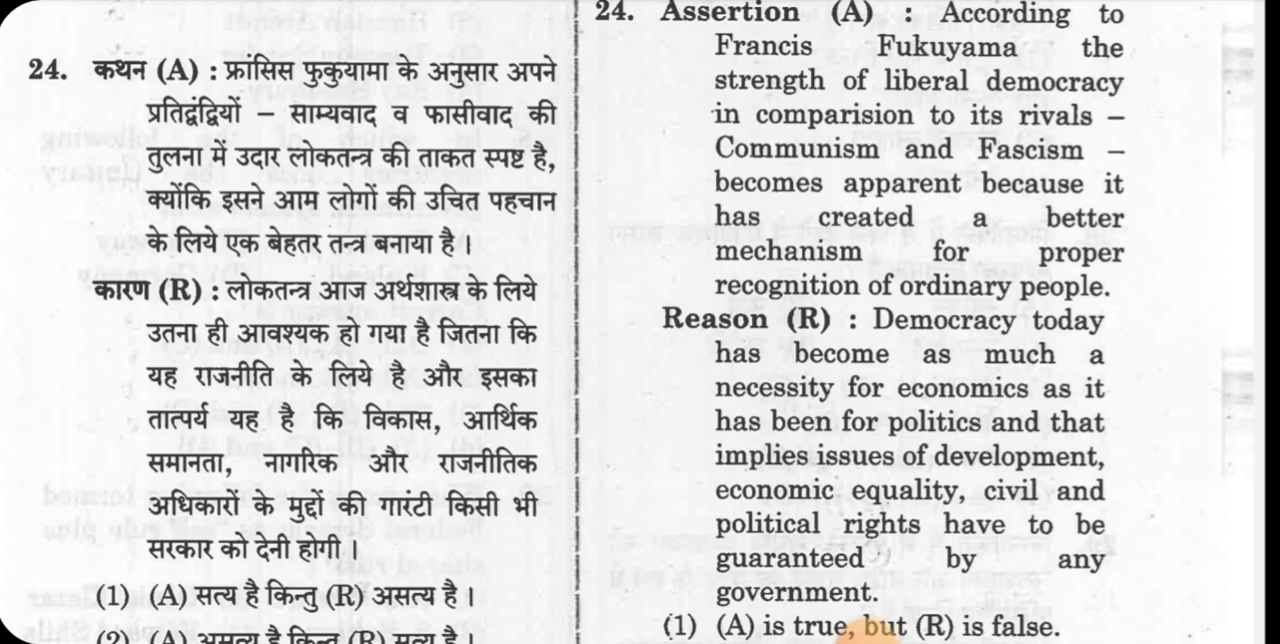 24. कथन (A) : फ्रांसिस फुकुयामा के अनुसार अपने
प्रतिद्वंद्वियों – साम्यवाद व फासीवाद की
तुलना में उदार लोकतन्त्र की ताकत स्पष्ट है,
क्योंकि इसने आम लोगों की उचित पहचान
के लिये एक बेहतर तन्त्र बनाया है।
कारण (R) : लोकतन्त्र आज अर्थशास्त्र के लिये
उतना ही आवश्यक हो गया है जितना कि
यह राजनीति के लिये है और इसका
तात्पर्य यह है कि विकास, आर्थिक
समानता, नागरिक और राजनीतिक
अधिकारों के मुद्दों की गारंटी किसी भी
सरकार को देनी होगी।
(1) (A) सत्य है किन्तु (R) असत्य है।
(2) (A) असत्य है किन्तु (R) सत्य है।
24. Assertion (A) : According to
Francis Fukuyama the
strength of liberal democracy
in comparision to its rivals –
Communism and Fascism –
becomes apparent because it
has created a better
mechanism for proper
recognition of ordinary people.
Reason (R) : Democracy today
has become as much a
necessity for economics as it
has been for politics and that
implies issues of development,
economic equality, civil and
political rights have to be
guaranteed by any
government.
(1) (A) is true, but (R) is false.